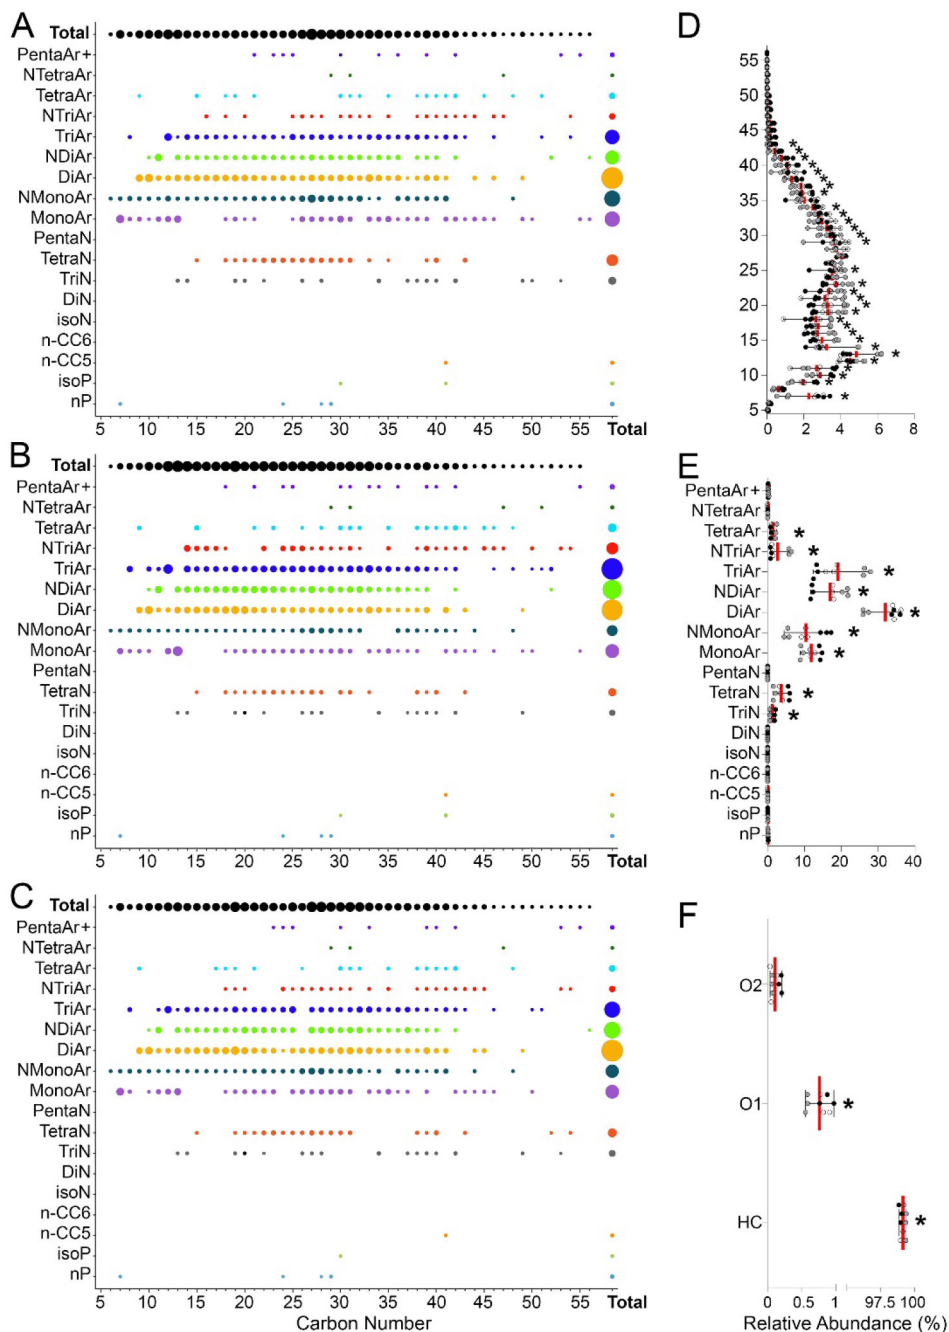 A
Total
PentaAr+
NTetraAr
TetraAr
NTriAr
TriAr
NDiAr
DiAr
NMonoAr
MonoAr
PentaN
TetraN
TriN
DiN
isoN
n-CC6
n-CC5
isoP
nP
5 10 15 20 25 30 35 40 45 50 55 Total
B
Total
PentaAr+
NTetraAr
TetraAr
NTriAr
TriAr
NDiAr
DiAr
NMonoAr
MonoAr
PentaN
TetraN
TriN
DiN
isoN
n-CC6
n-CC5
isoP
nP
5 10 15 20 25 30 35 40 45 50 55 Total
C
Total
PentaAr+
NTetraAr
TetraAr
NTriAr
TriAr
NDiAr
DiAr
NMonoAr
MonoAr
PentaN
TetraN
TriN
DiN
isoN
n-CC6
n-CC5
isoP
nP
5 10 15 20 25 30 35 40 45 50 55 Total
Carbon Number
D
55
50
45
40
35
30
25
20
15
10
5
0 2 4 6 8
E
PentaAr+
NTetraAr
TetraAr *
NTriAr *
TriAr *
NDiAr *
DiAr *
NMonoAr *
MonoAr *
PentaN
TetraN *
TriN *
DiN
isoN
n-CC6
n-CC5
isoP
nP
0 10 20 30 40
F
O2
O1 *
HC *
0 0.5 1 97.5 100
Relative Abundance (%)